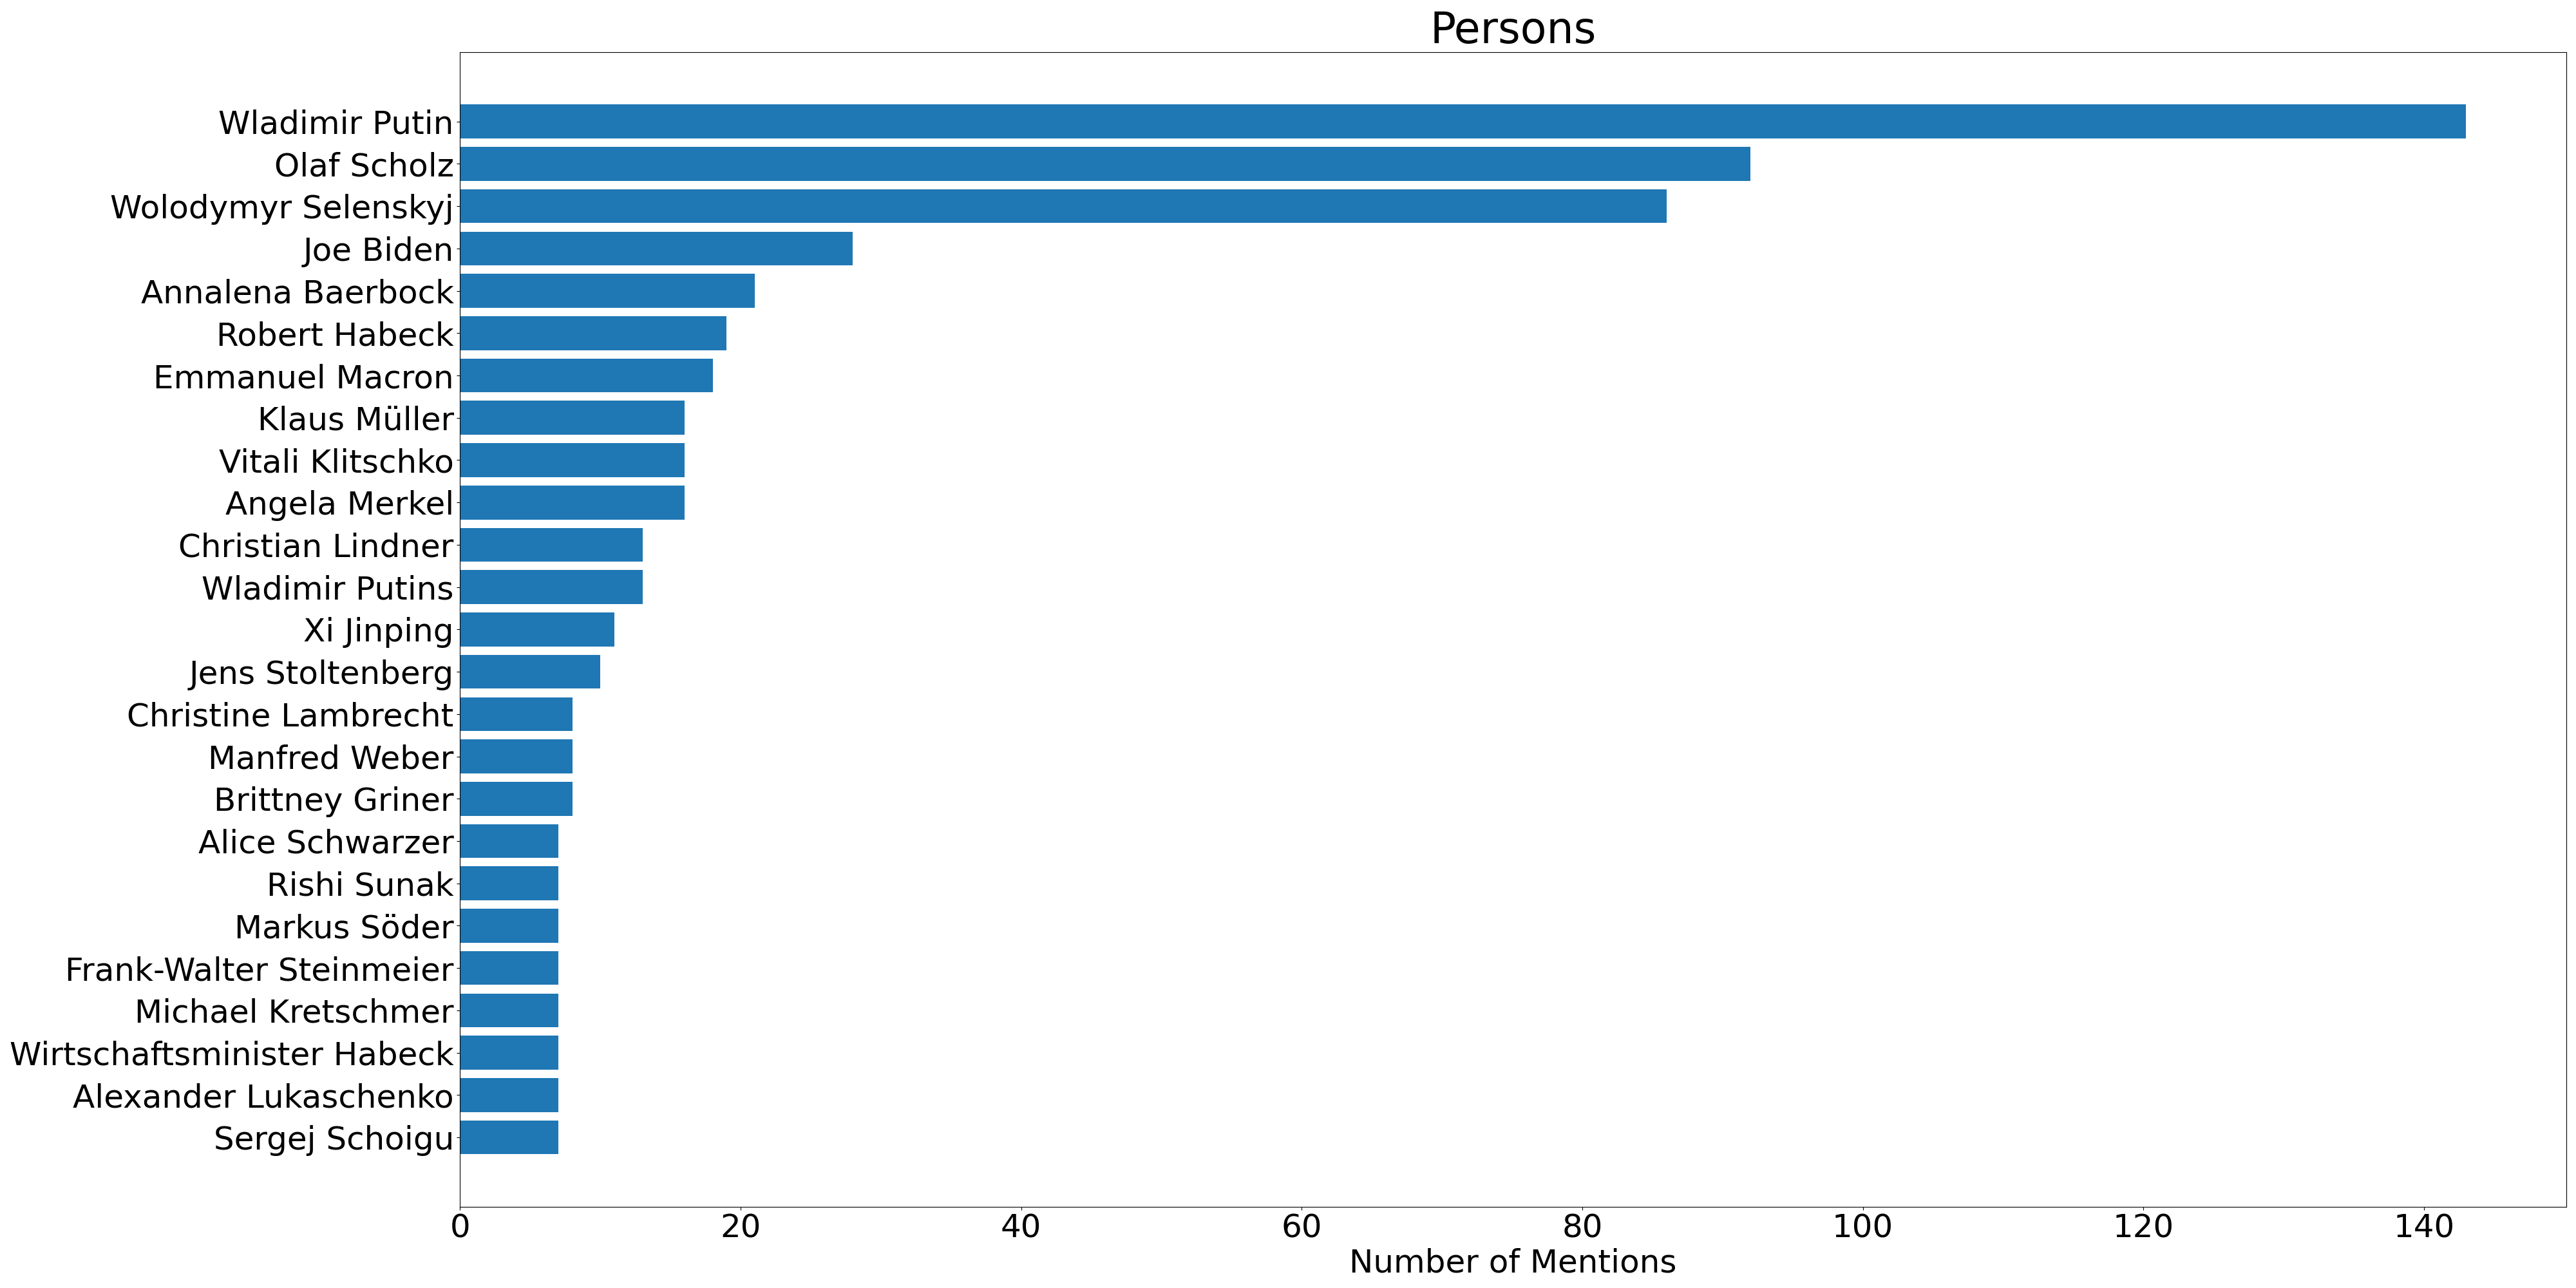 Persons
Wladimir Putin
Olaf Scholz
Wolodymyr Selenskyj
Joe Biden
Annalena Baerbock
Robert Habeck
Emmanuel Macron
Klaus Müller
Vitali Klitschko
Angela Merkel
Christian Lindner
Wladimir Putins
Xi Jinping
Jens Stoltenberg
Christine Lambrecht
Manfred Weber
Brittney Griner
Alice Schwarzer
Rishi Sunak
Markus Söder
Frank-Walter Steinmeier
Michael Kretschmer
Wirtschaftsminister Habeck
Alexander Lukaschenko
Sergej Schoigu
0 20 40 60 80 100 120 140
Number of Mentions